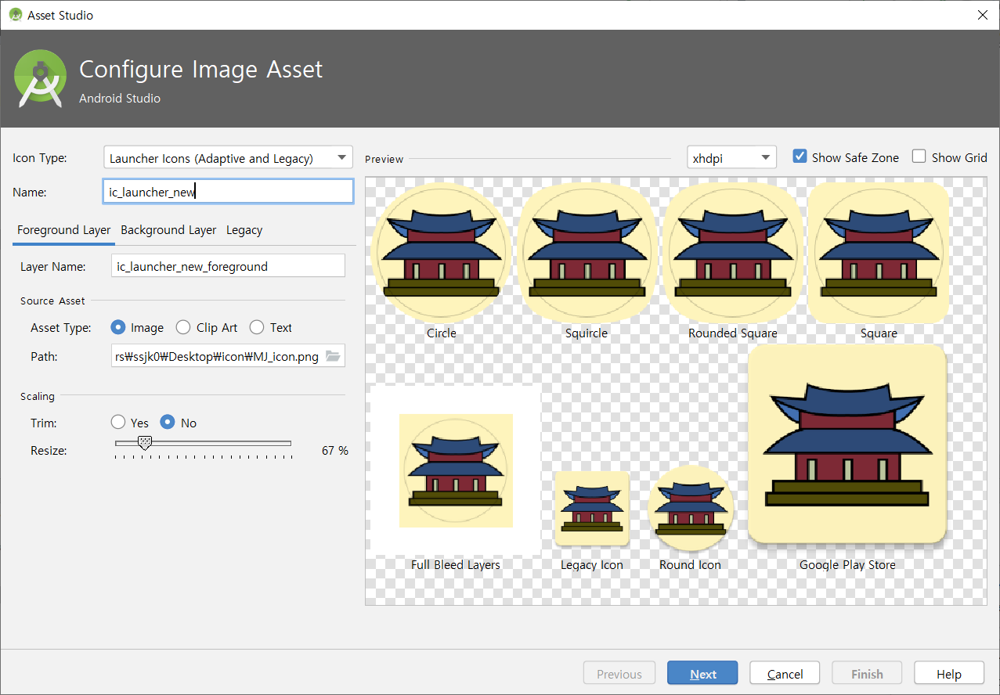 Asset Studio
Configure Image Asset
Android Studio
Icon Type: Launcher Icons (Adaptive and Legacy)
Name: ic_launcher_new
Foreground Layer Background Layer Legacy
Layer Name: ic_launcher_new_foreground
Source Asset
Asset Type: Image Clip Art Text
Path: rs₩ssjk0₩Desktop₩icon₩MJ_icon.png
Scaling
Trim: Yes No
Resize: 67 %
Preview xhdpi Show Safe Zone Show Grid
Circle Squircle Rounded Square Square
Full Bleed Layers Legacy Icon Round Icon Google Play Store
Previous Next Cancel Finish Help